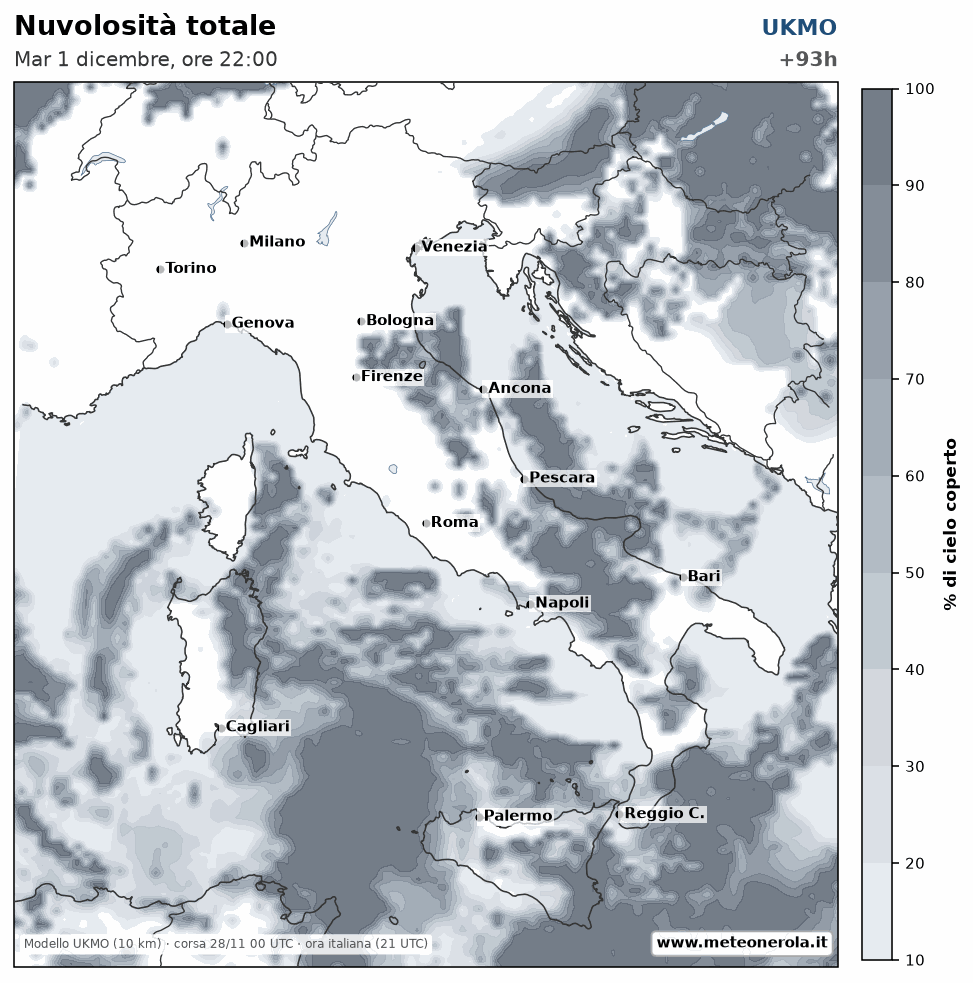 Nuvolosità totale
UKMO
Mar 1 dicembre, ore 22:00
+93h
Milano
Venezia
Torino
Genova
Bologna
Firenze
Ancona
Pescara
Roma
Bari
Napoli
Cagliari
Palermo
Reggio C.
100
90
80
70
60
50
40
30
20
10
% di cielo coperto
Modello UKMO (10 km) · corsa 28/11 00 UTC · ora italiana (21 UTC)
www.meteonerola.it